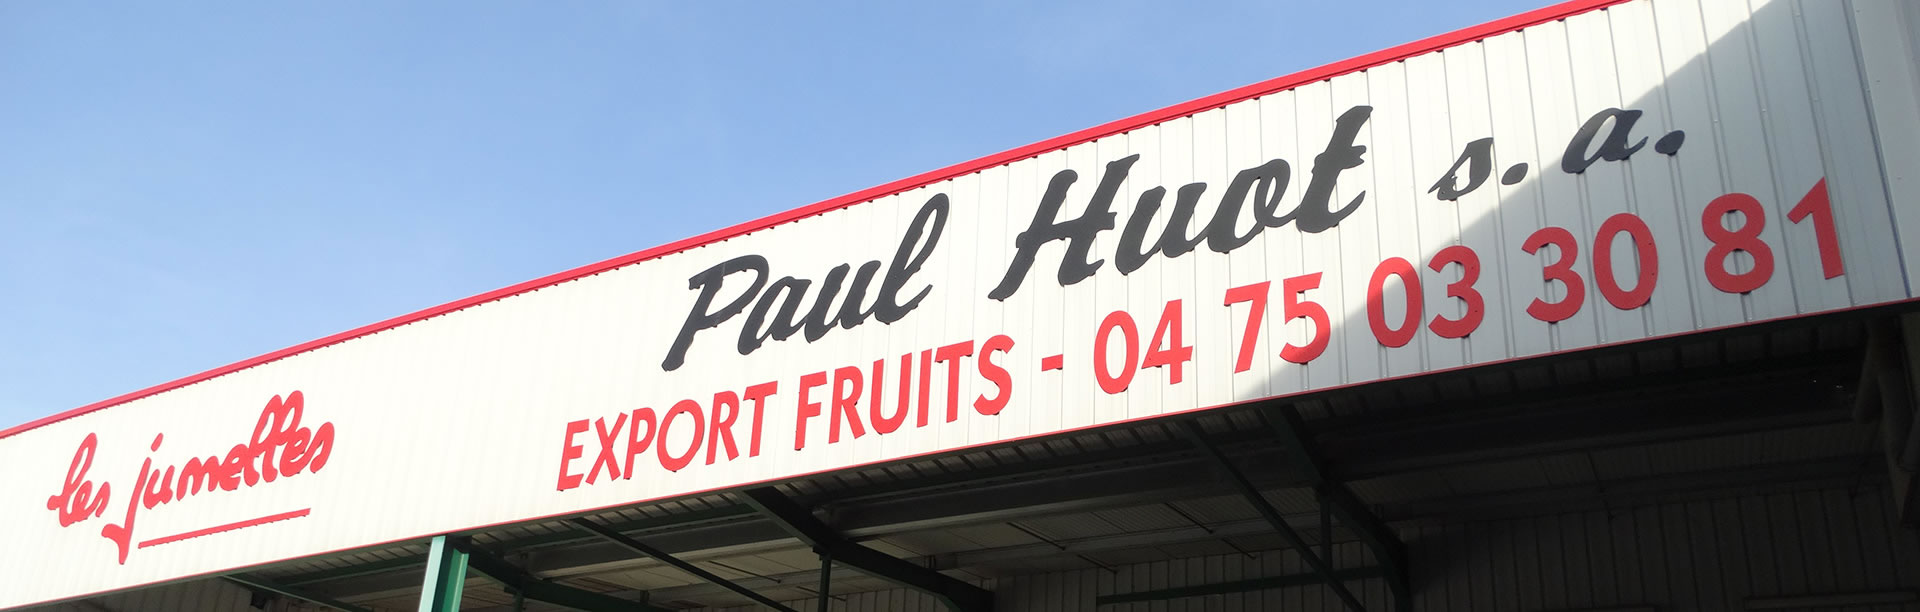 les jumelles
Paul Huot s.a.
EXPORT FRUITS - 04 75 03 30 81